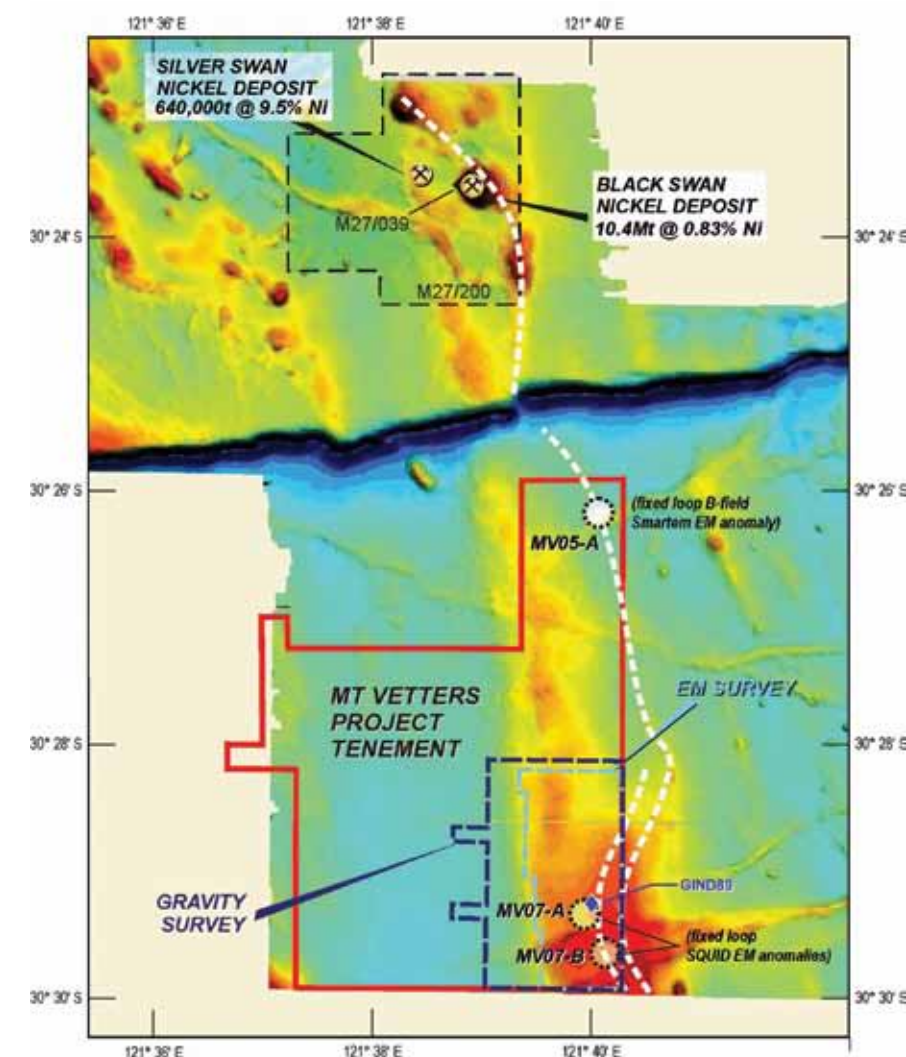 121° 36' E
121° 38' E
121° 40' E
SILVER SWAN
NICKEL DEPOSIT
640,000t @ 9.5% Ni
BLACK SWAN
NICKEL DEPOSIT
10.4Mt @ 0.83% Ni
M27/039
M27/200
30° 24' S
30° 24' S
30° 26' S
30° 26' S
(fixed loop B-field
Smartem EM anomaly)
MV05-A
MT VETTERS
PROJECT
TENEMENT
EM SURVEY
30° 28' S
30° 28' S
GRAVITY
SURVEY
GIND89
MV07-A
MV07-B
(fixed loop
SQUID EM anomalies)
30° 30' S
30° 30' S
121° 36' E
121° 38' E
121° 40' E